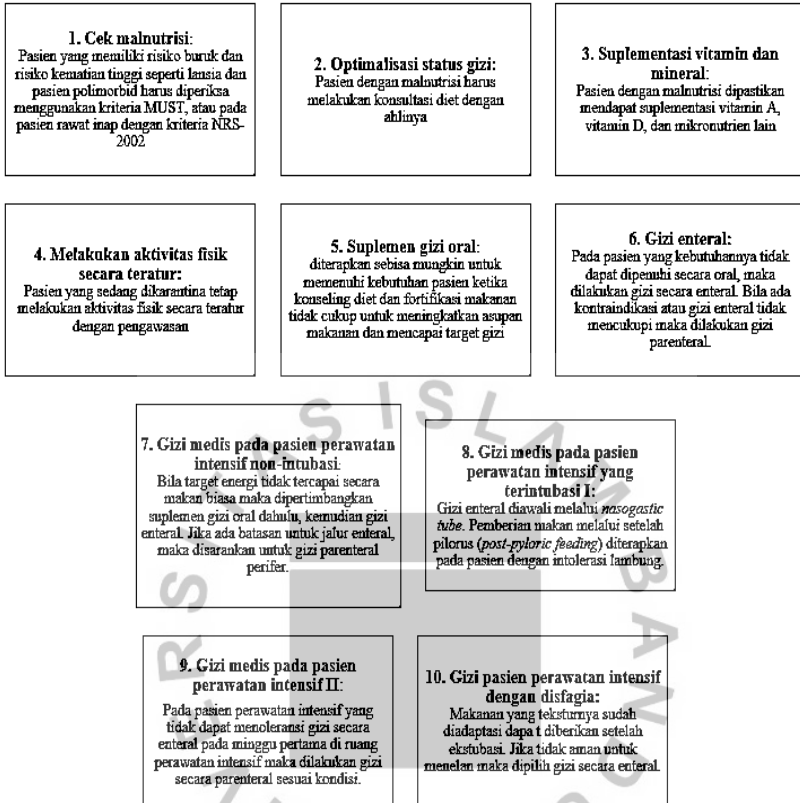 1. Cek malnutrisi:
Pasien yang memiliki risiko buruk dan
risiko kematian tinggi seperti lansia dan
pasien polimorbid harus diperiksa
menggunakan kriteria MUST, atau pada
pasien rawat inap dengan kriteria NRS-
2002
2. Optimalisasi status gizi:
Pasien dengan malnutrisi harus
melakukan konsultasi diet dengan
ahlinya
3. Suplementasi vitamin dan
mineral:
Pasien dengan malnutrisi dipastikan
mendapat suplementasi vitamin A,
vitamin D, dan mikronutrien lain
4. Melakukan aktivitas fisik
secara teratur:
Pasien yang sedang dikarantina tetap
melakukan aktivitas fisik secara teratur
dengan pengawasan
5. Suplemen gizi oral:
diterapkan sebisa mungkin untuk
memenuhi kebutuhan pasien ketika
konseling diet dan fortifikasi makanan
tidak cukup untuk meningkatkan asupan
makanan dan mencapai target gizi
6. Gizi enteral:
Pada pasien yang kebutuhannya tidak
dapat dipenuhi secara oral, maka
dilakukan gizi secara enteral. Bila ada
kontraindikasi atau gizi enteral tidak
mencukupi maka dilakukan gizi
parenteral.
7. Gizi medis pada pasien perawatan
intensif non-intubasi:
Bila target energi tidak tercapai secara
makan biasa maka dipertimbangkan
suplemen gizi oral dahulu, kemudian gizi
enteral. Jika ada batasan untuk jalur enteral,
maka disarankan untuk gizi parenteral
perifer.
8. Gizi medis pada pasien
perawatan intensif yang
terintubasi I:
Gizi enteral diawali melalui nasogastic
tube. Pemberian makan melalui setelah
pilorus (post-pyloric feeding) diterapkan
pada pasien dengan intolerasi lambung.
9. Gizi medis pada pasien
perawatan intensif II:
Pada pasien perawatan intensif yang
tidak dapat menoleransi gizi secara
enteral pada minggu pertama di ruang
perawatan intensif maka dilakukan gizi
secara parenteral sesuai kondisi.
10. Gizi pasien perawatan intensif
dengan disfagia:
Makanan yang teksturnya sudah
diadaptasi dapa t diberikan setelah
ekstubasi. Jika tidak aman untuk
menelan maka dipilih gizi secara enteral.